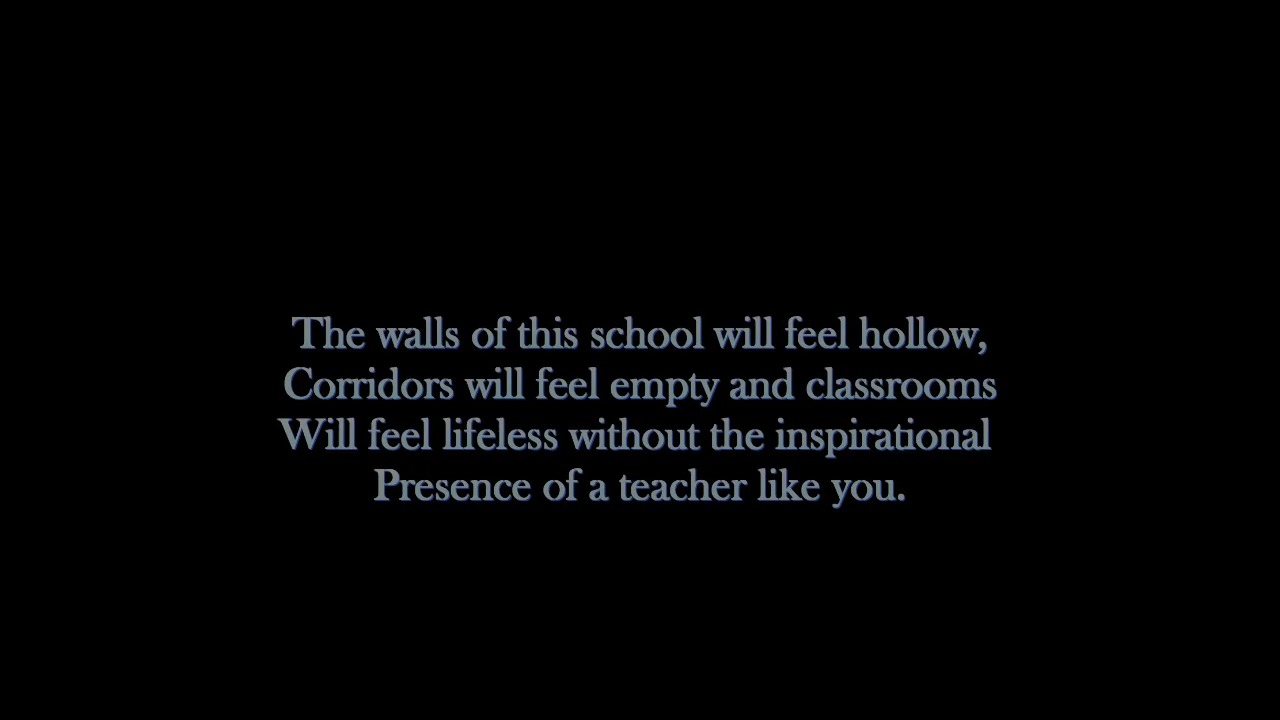 The walls of this school will feel hollow,
Corridors will feel empty and classrooms
Will feel lifeless without the inspirational
Presence of a teacher like you.